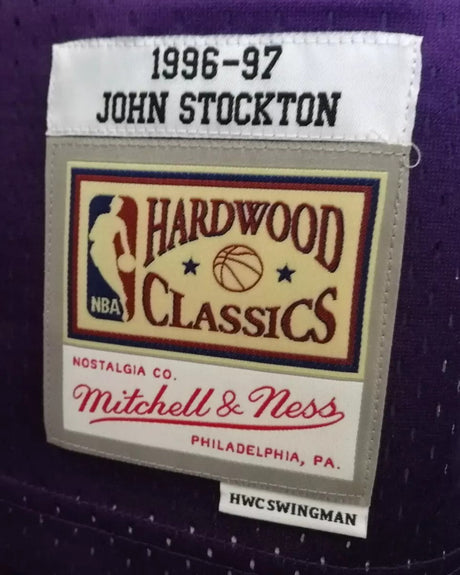 1996-97
JOHN STOCKTON
HARDWOOD
NBA
CLASSICS
NOSTALGIA CO.
Mitchell & Ness
PHILADELPHIA, PA.
HWC SWINGMAN